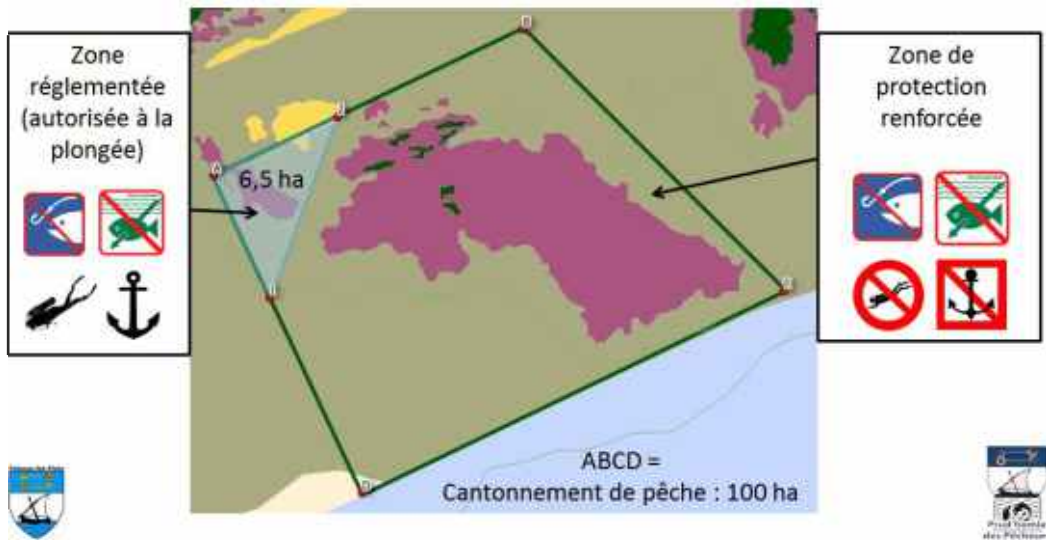 Zone
réglementée
(autorisée à la
plongée)
6,5 ha
Zone de
protection
renforcée
ABCD =
Cantonnement de pêche : 100 ha